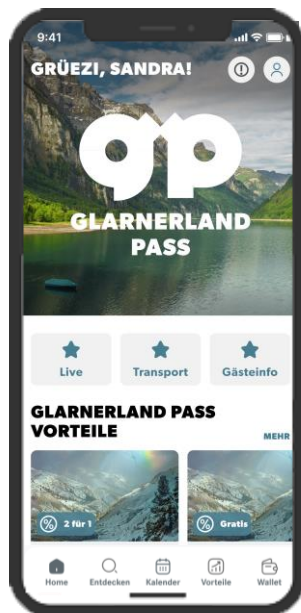 9:41
GRÜEZI, SANDRA!
gp
GLARNERLAND
PASS
Live Transport Gästeinfo
GLARNERLAND PASS
VORTEILE
MEHR
2 für 1 Gratis
Home Entdecken Kalender Vorteile Wallet